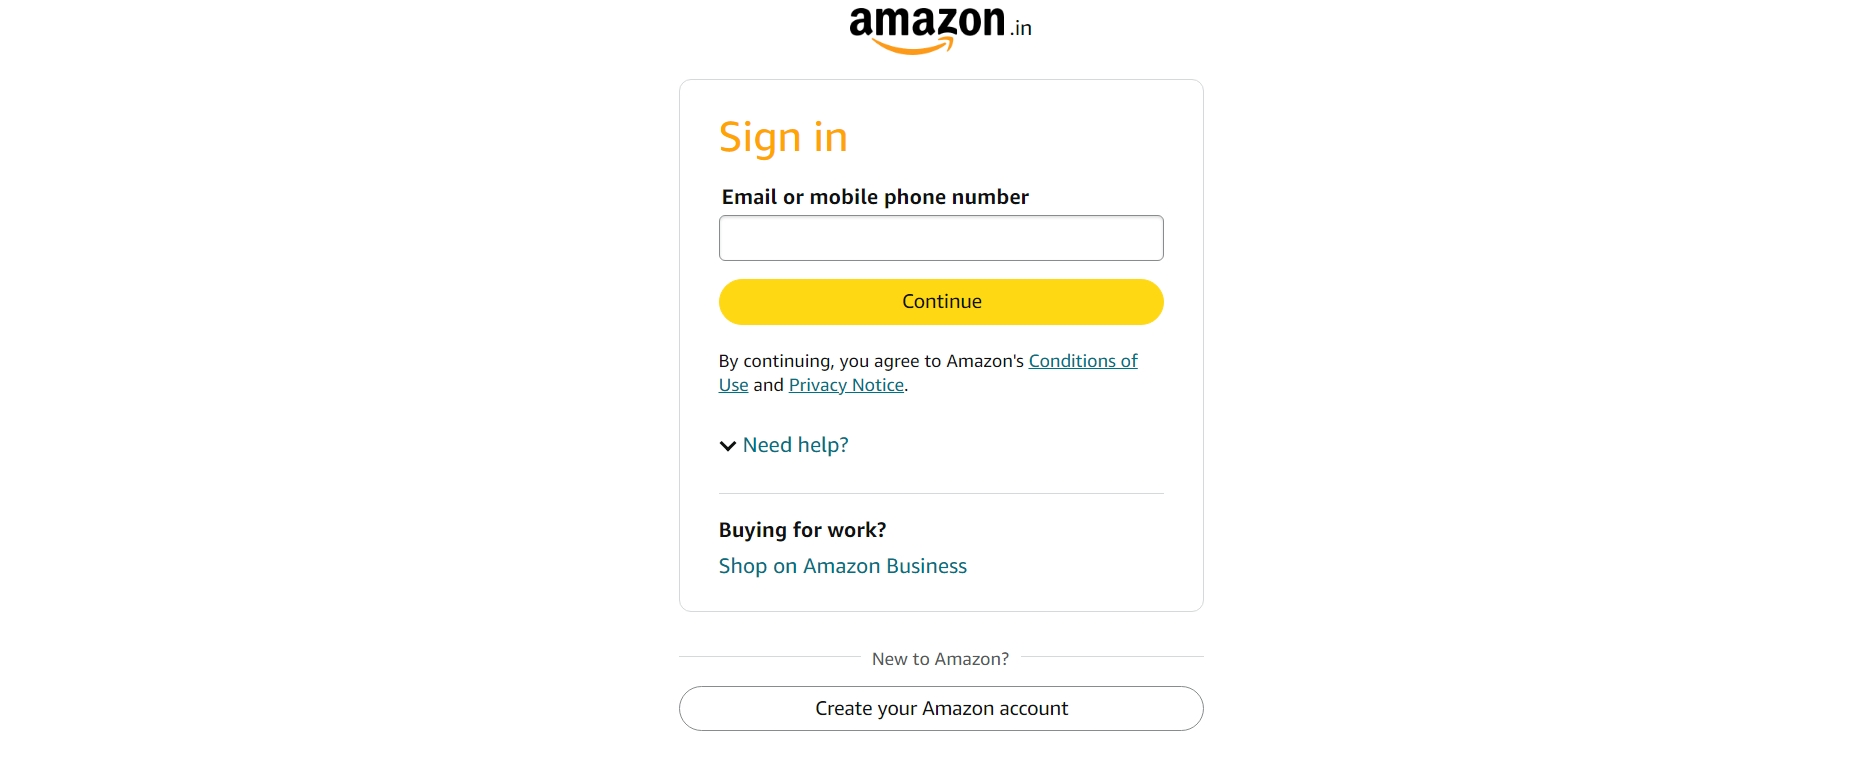 amazon.in
Sign in
Email or mobile phone number
Continue
By continuing, you agree to Amazon's Conditions of
Use and Privacy Notice.
Need help?
Buying for work?
Shop on Amazon Business
New to Amazon?
Create your Amazon account